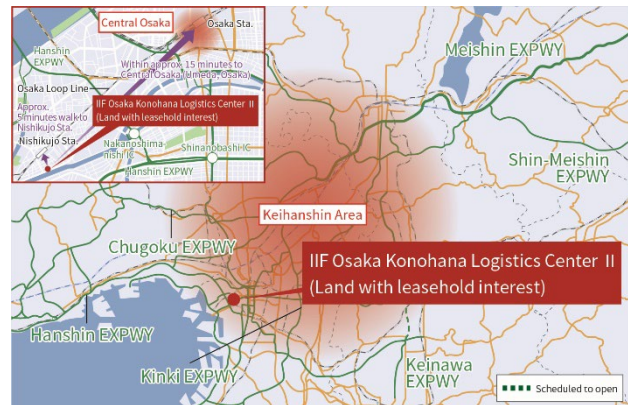 Central Osaka
Osaka Sta.
Hanshin
EXPWY
Within approx. 15 minutes to
Central Osaka (Umeda, Osaka)
Osaka Loop Line
Approx.
5minutes walk to
Nishikujo Sta.
IIF Osaka Konohana Logistics Center Ⅱ
(Land with leasehold interest)
Nishikujo Sta.
Nakanoshima-
nishi IC
Shinanobashi IC
Hanshin EXPWY
Meishin EXPWY
Shin-Meishin
EXPWY
Keihanshin Area
Chugoku EXPWY
IIF Osaka Konohana Logistics Center Ⅱ
(Land with leasehold interest)
Hanshin EXPWY
Kinki EXPWY
Keinawa
EXPWY
Scheduled to open